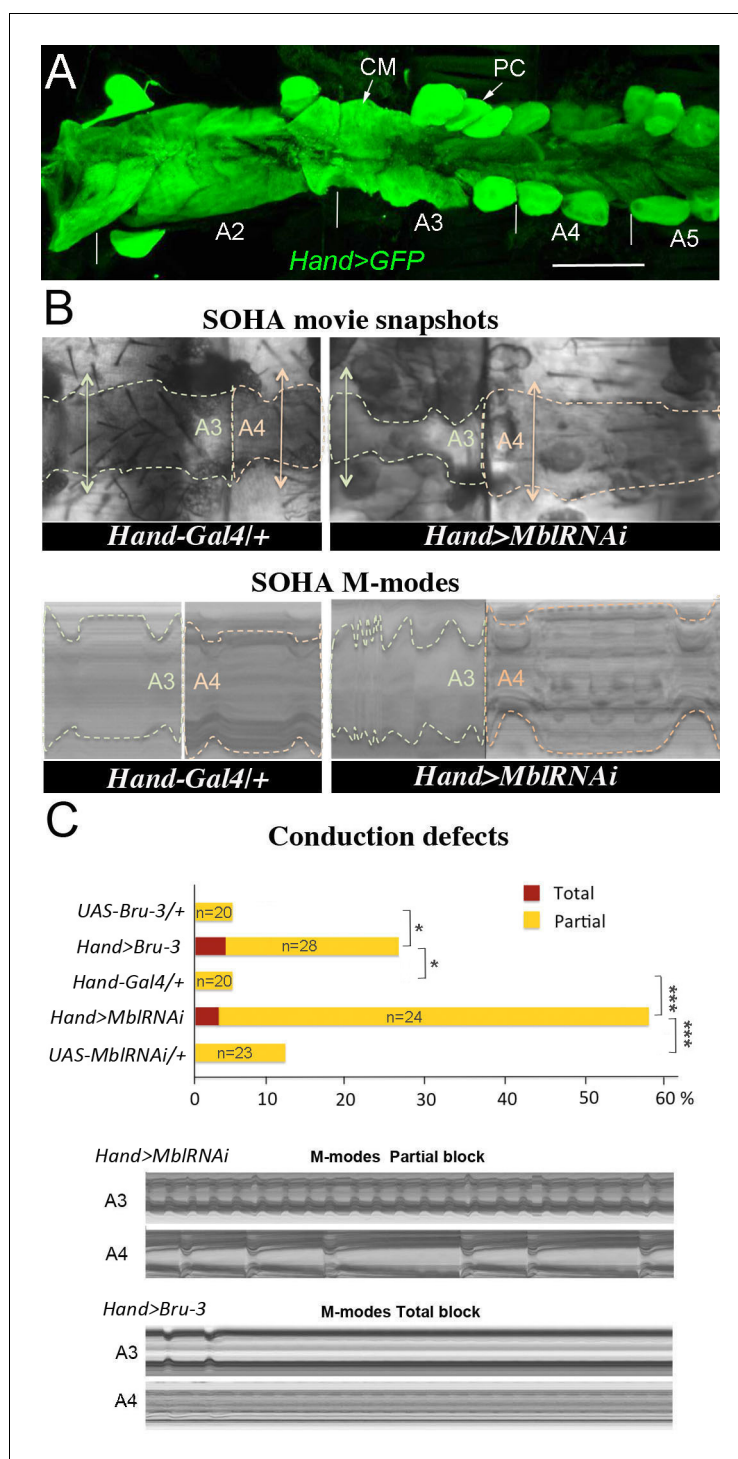 A
CM
PC
A2
A3
A4
A5
Hand>GFP
B
SOHA movie snapshots
A3
A4
A3
A4
Hand-Gal4/+
Hand>MblRNAi
SOHA M-modes
A3
A4
A3
A4
Hand-Gal4/+
Hand>MblRNAi
C
Conduction defects
Total
Partial
UAS-Bru-3/+
n=20
*
Hand>Bru-3
n=28
*
Hand-Gal4/+
n=20
***
Hand>MblRNAi
n=24
***
UAS-MblRNAi/+
n=23
0 10 20 30 40 50 60 %
Hand>MblRNAi
M-modes Partial block
A3
A4
Hand>Bru-3
M-modes Total block
A3
A4